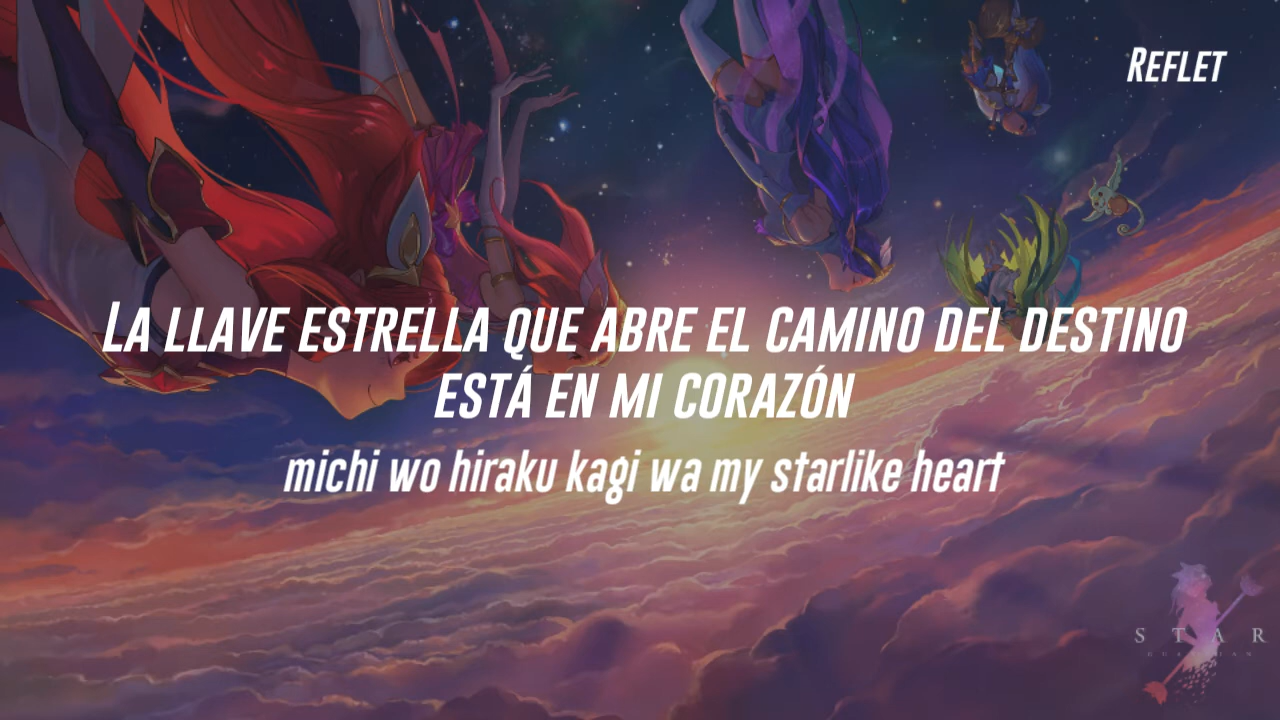 REFLET
LA LLAVE ESTRELLA QUE ABRE EL CAMINO DEL DESTINO
ESTÁ EN MI CORAZÓN
michi wo hiraku kagi wa my starlike heart
STAR
GUARDIAN